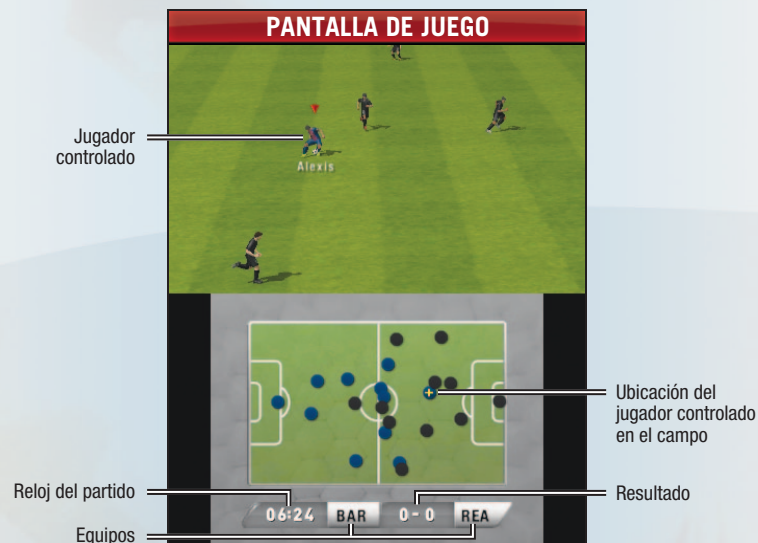 PANTALLA DE JUEGO
Jugador
controlado
Alexis
Ubicación del
jugador controlado
en el campo
Reloj del partido
Resultado
06:24 BAR 0-0 REA
Equipos